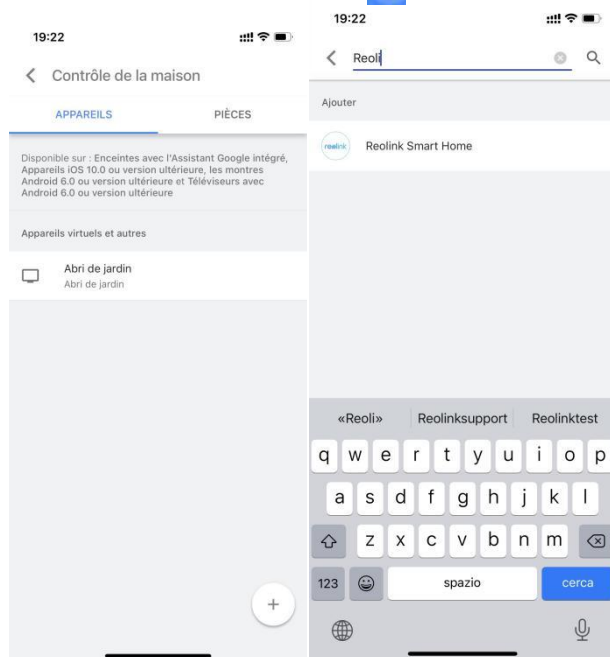 19:22
Contrôle de la maison
APPAREILS
PIÈCES
Disponible sur : Enceintes avec l'Assistant Google intégré,
Appareils iOS 10.0 ou version ultérieure, les montres
Android 6.0 ou version ultérieure et Téléviseurs avec
Android 6.0 ou version ultérieure
Appareils virtuels et autres
Abri de jardin
Abri de jardin
19:22
Reoli
Ajouter
reolink
Reolink Smart Home
«Reoli» Reolinksupport Reolinktest
q w e r t y u i o p
a s d f g h j k l
z x c v b n m
123 spazio cerca